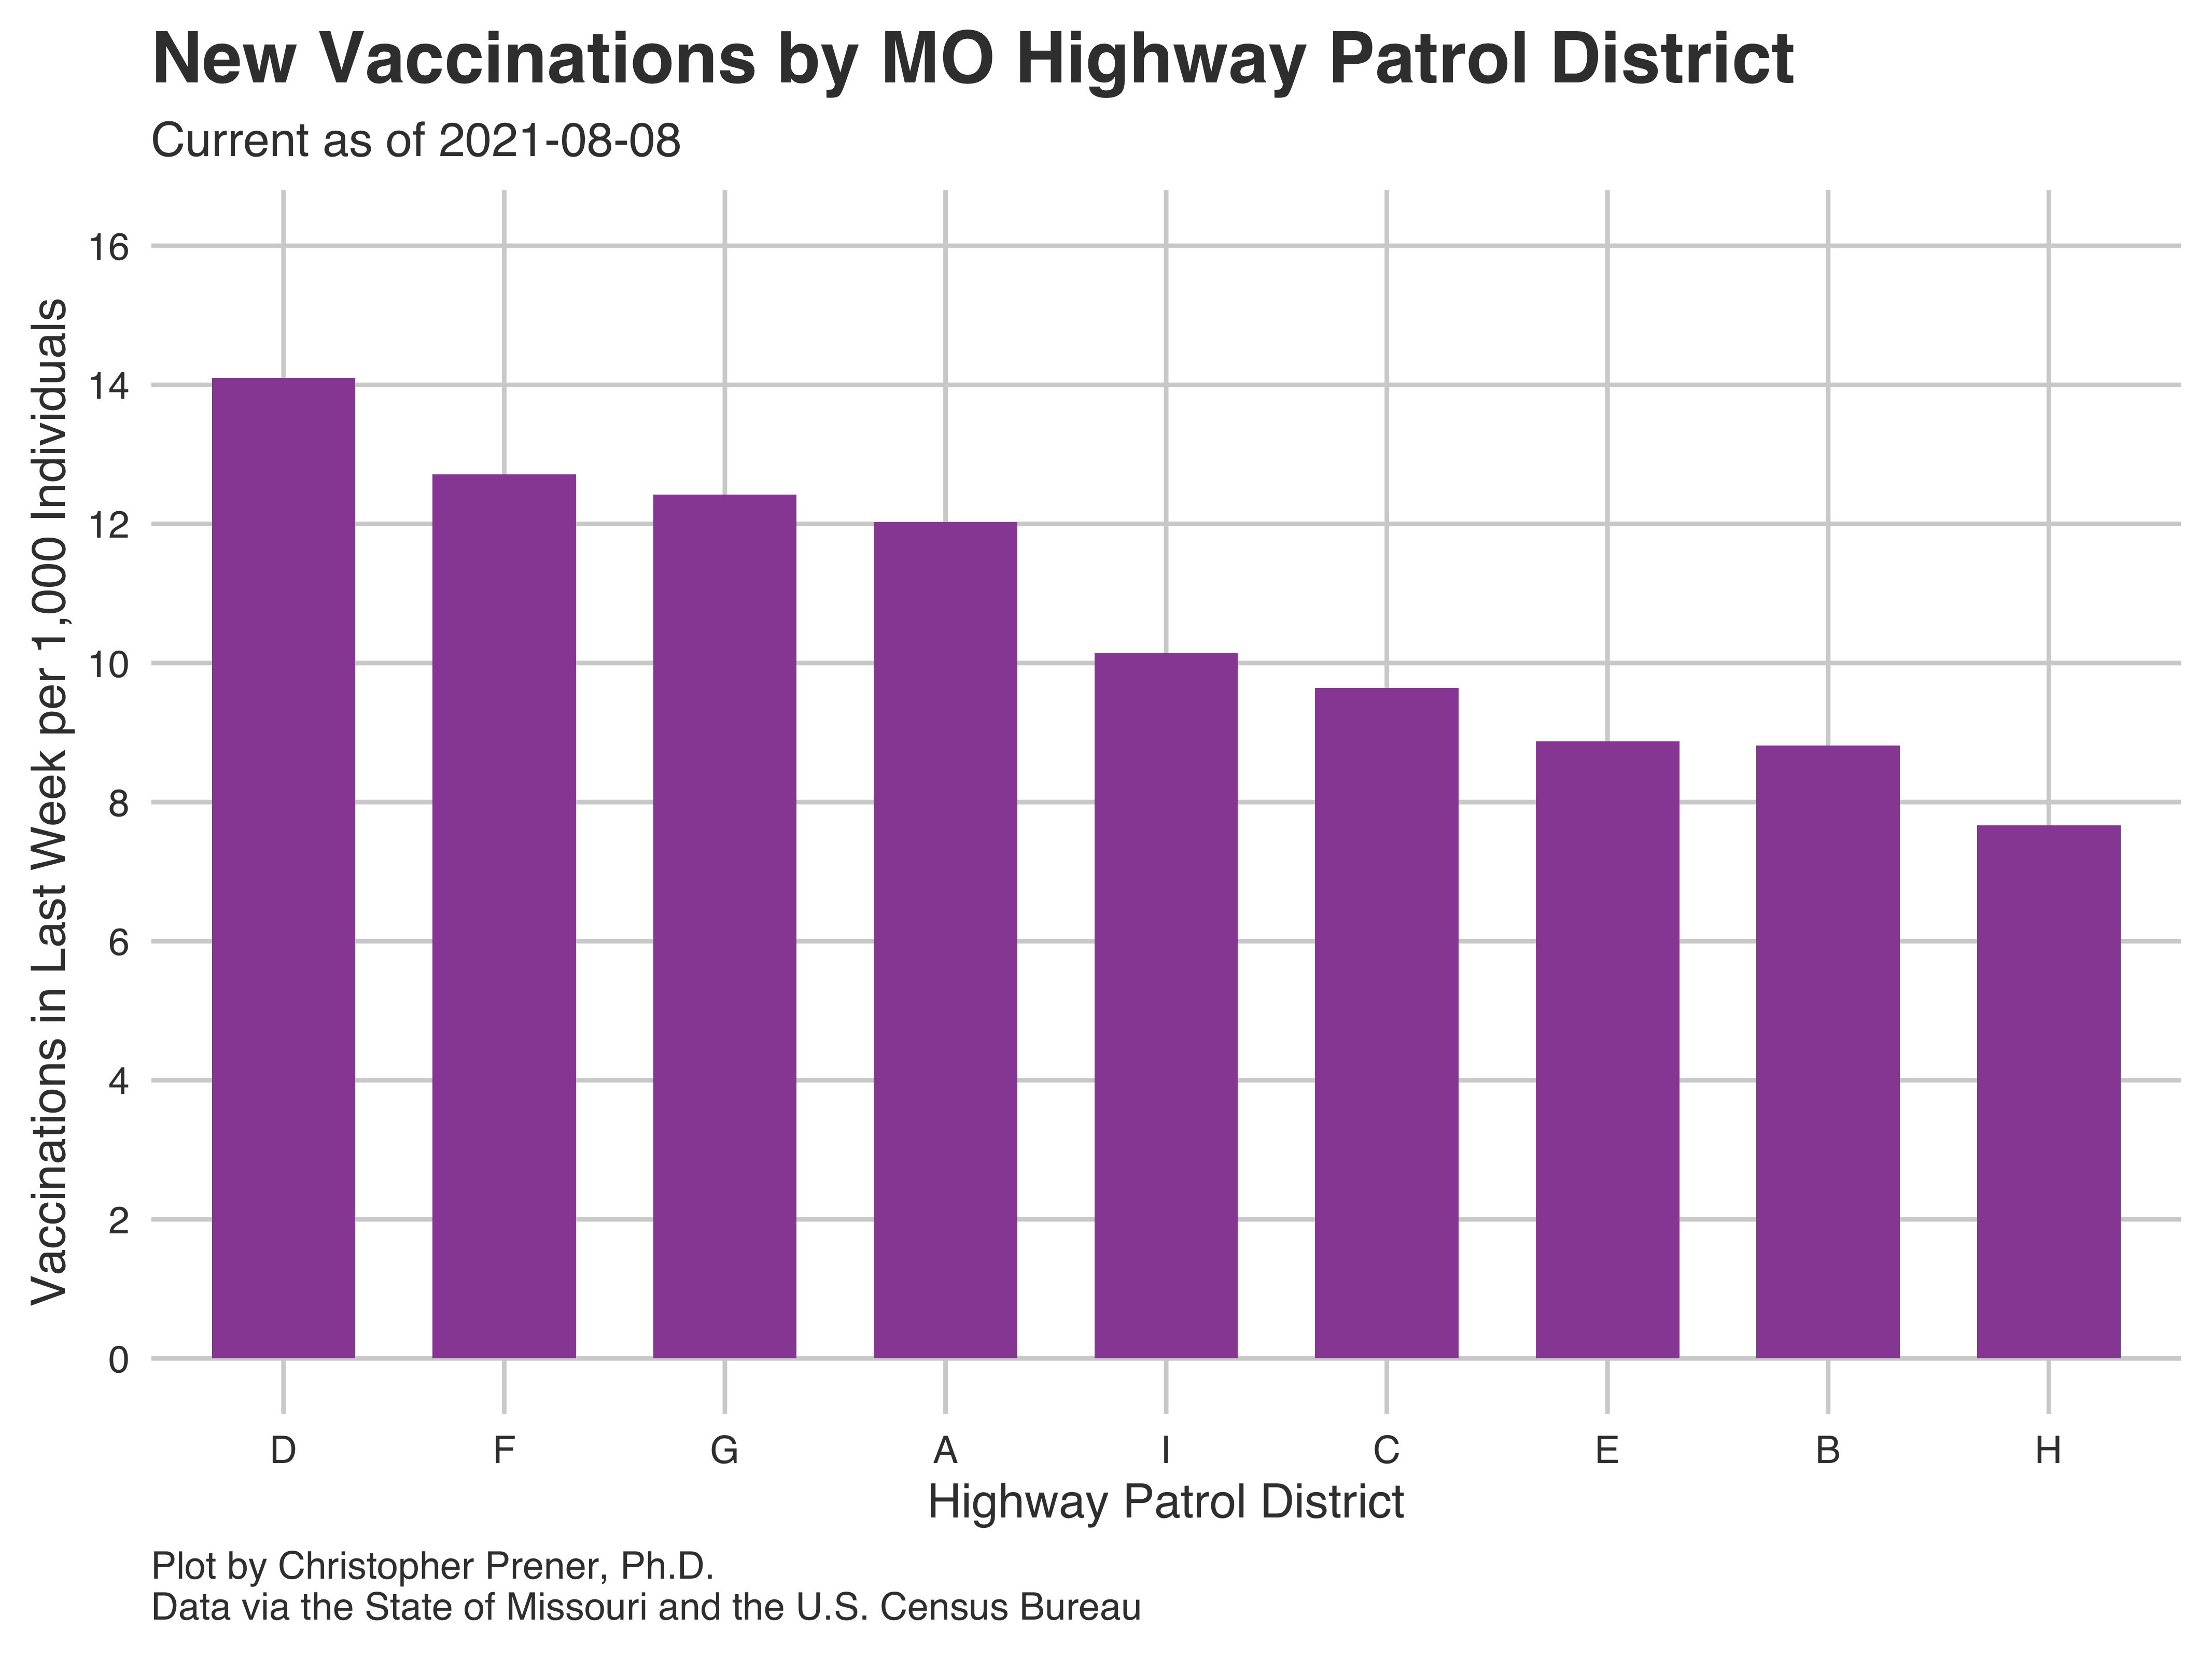 New Vaccinations by MO Highway Patrol District
Current as of 2021-08-08
Vaccinations in Last Week per 1,000 Individuals
16
14
12
10
8
6
4
2
0
D F G A I C E B H
Highway Patrol District
Plot by Christopher Prener, Ph.D.
Data via the State of Missouri and the U.S. Census Bureau